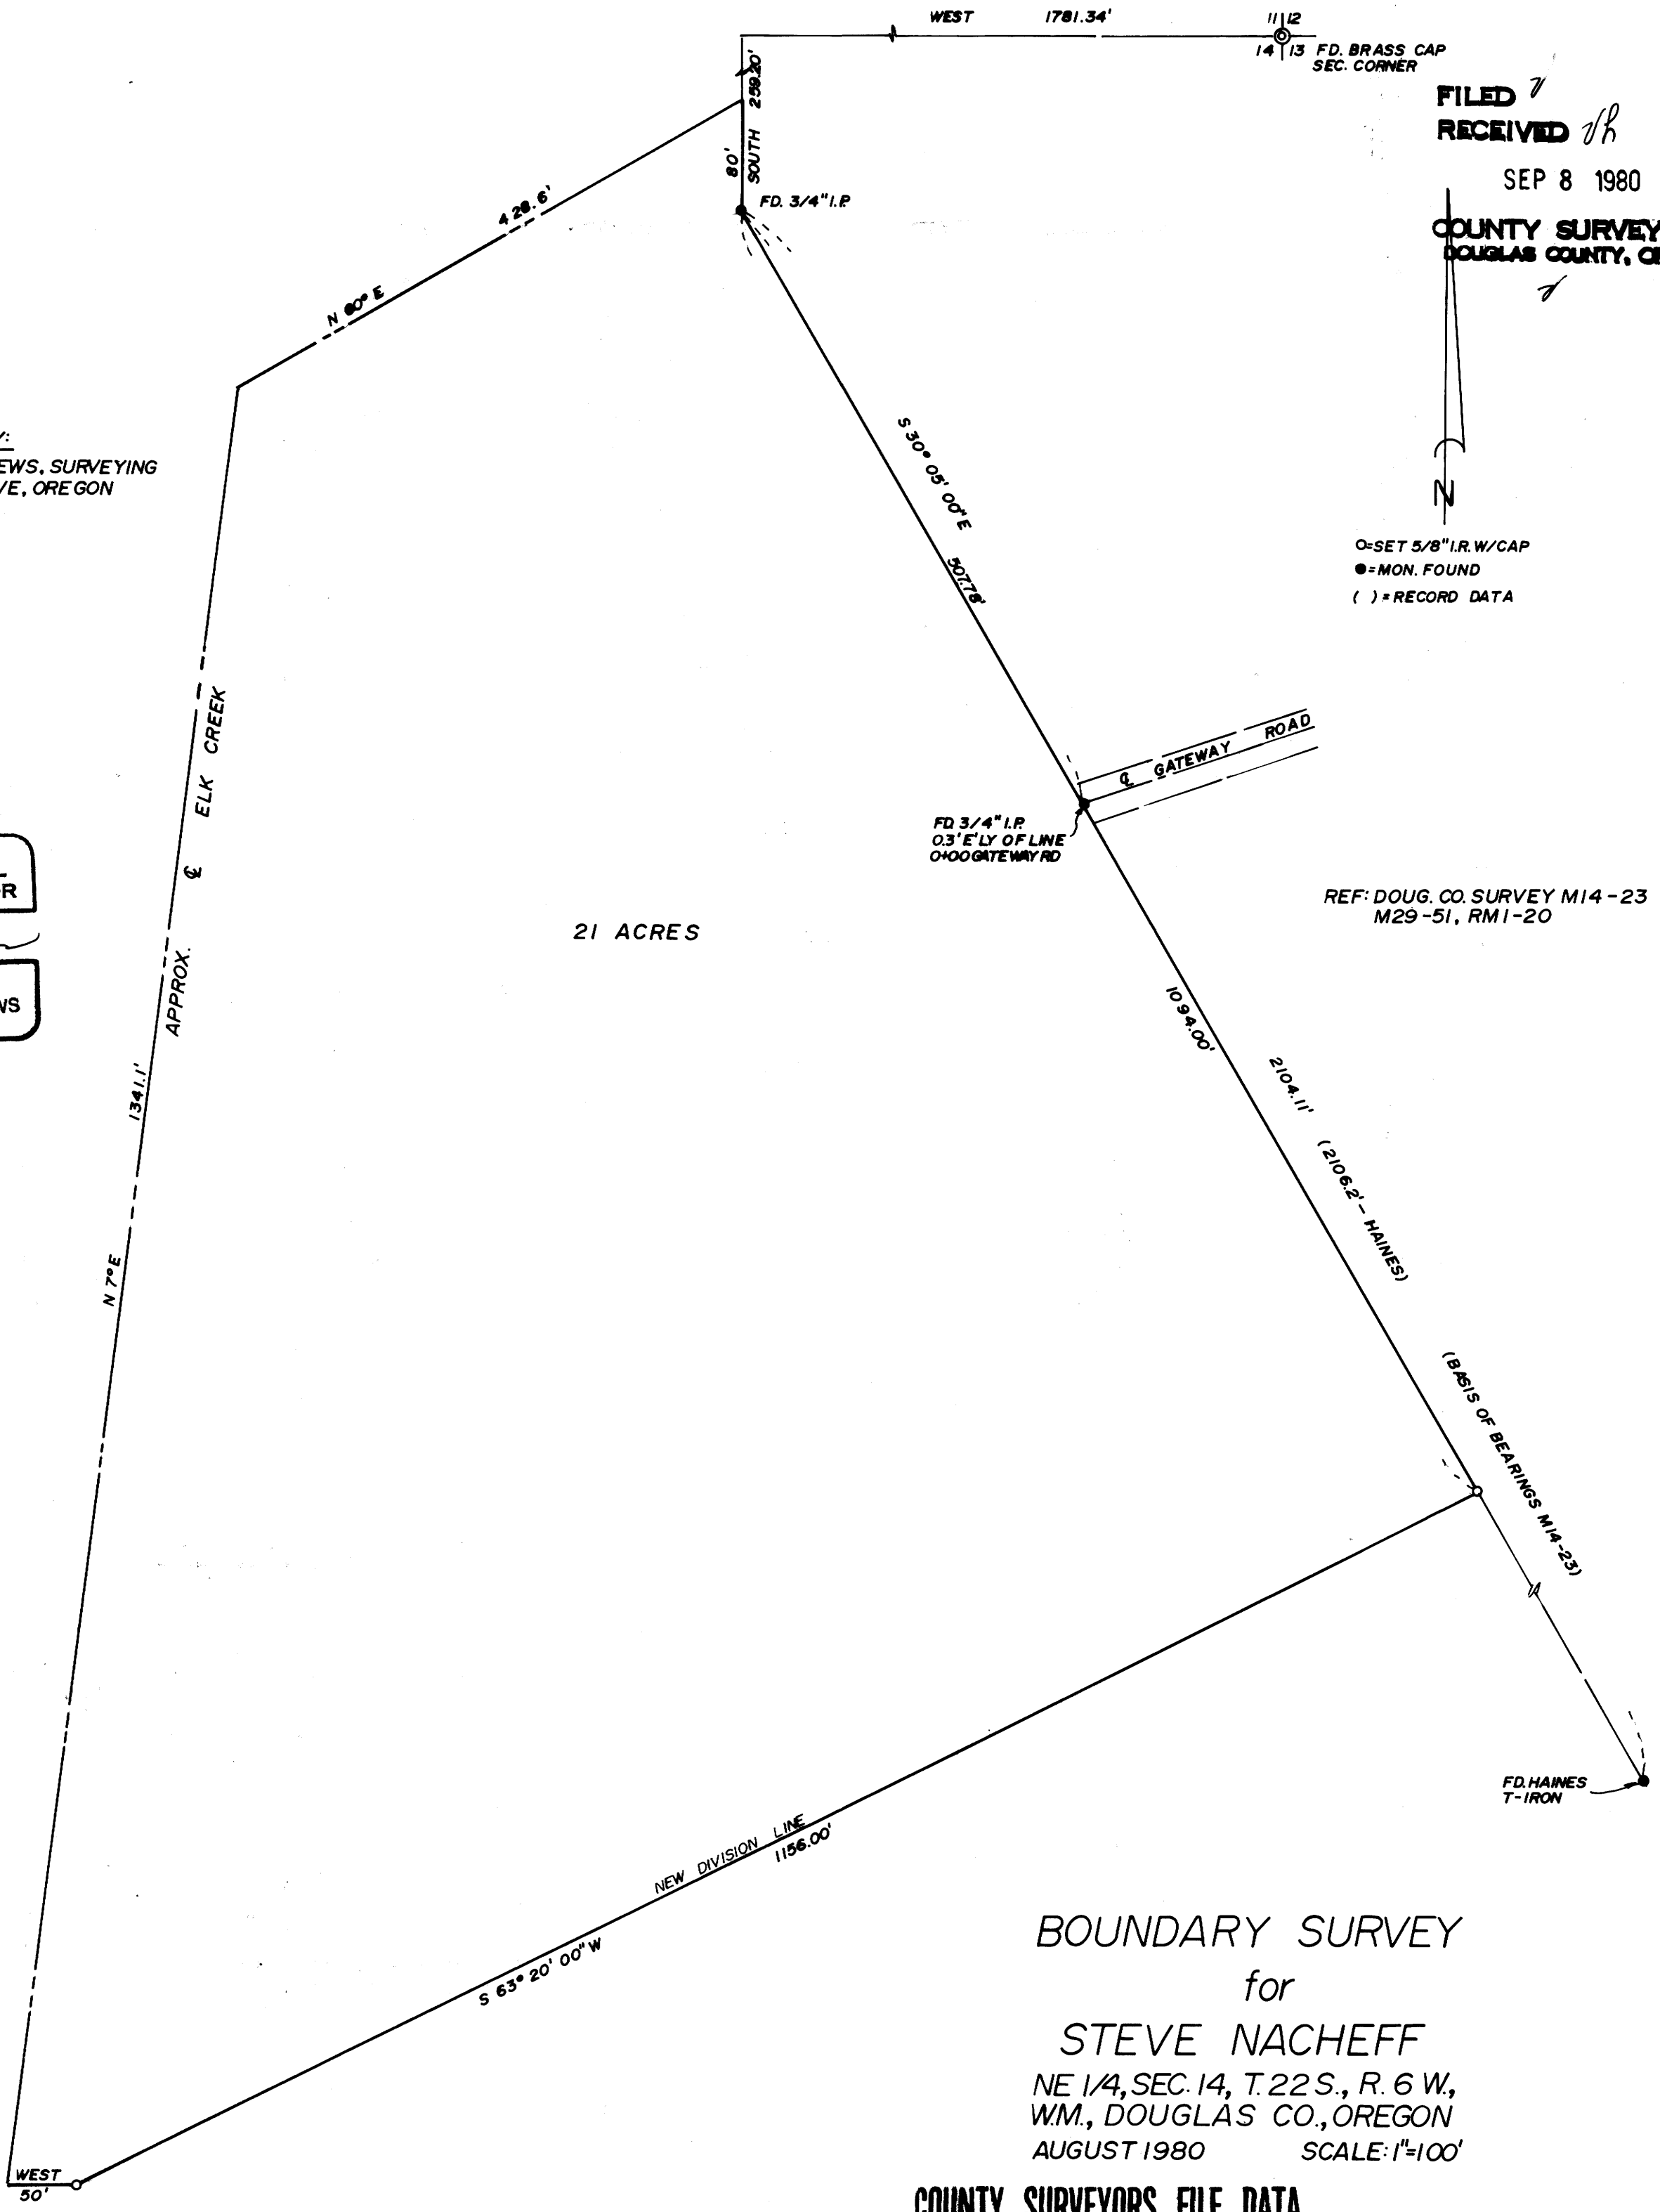 WEST 1781.34'
11 12
14 13 FD. BRASS CAP
SEC. CORNER
FILED
RECEIVED
SEP 8 1980
COUNTY SURVEY
DOUGLAS COUNTY, O
SOUTH 259.20'
80'
FD. 3/4" I.P.
428.6'
N 60° E
EWS, SURVEYING
VE, OREGON
S 30° 05' 00" E
507.78'
N
O=SET 5/8" I.R. W/CAP
●=MON. FOUND
( )=RECORD DATA
GATEWAY ROAD
FD. 3/4" I.P.
0.3' E'LY OF LINE
0+00 GATEWAY RD
REF: DOUG. CO. SURVEY M14-23
M29-51, RM1-20
R
WS
21 ACRES
APPROX. ℄ ELK CREEK
1341.1'
N 7° E
1094.00'
2104.11' (2106.2' - HAINES)
(BASIS OF BEARINGS M14-23)
FD. HAINES
T-IRON
NEW DIVISION LINE
1156.00'
S 63° 20' 00" W
WEST
50'
BOUNDARY SURVEY
for
STEVE NACHEFF
NE 1/4, SEC. 14, T. 22 S., R. 6 W.,
W.M., DOUGLAS CO., OREGON
AUGUST 1980 SCALE: 1"=100'
COUNTY SURVEYORS FILE DATA